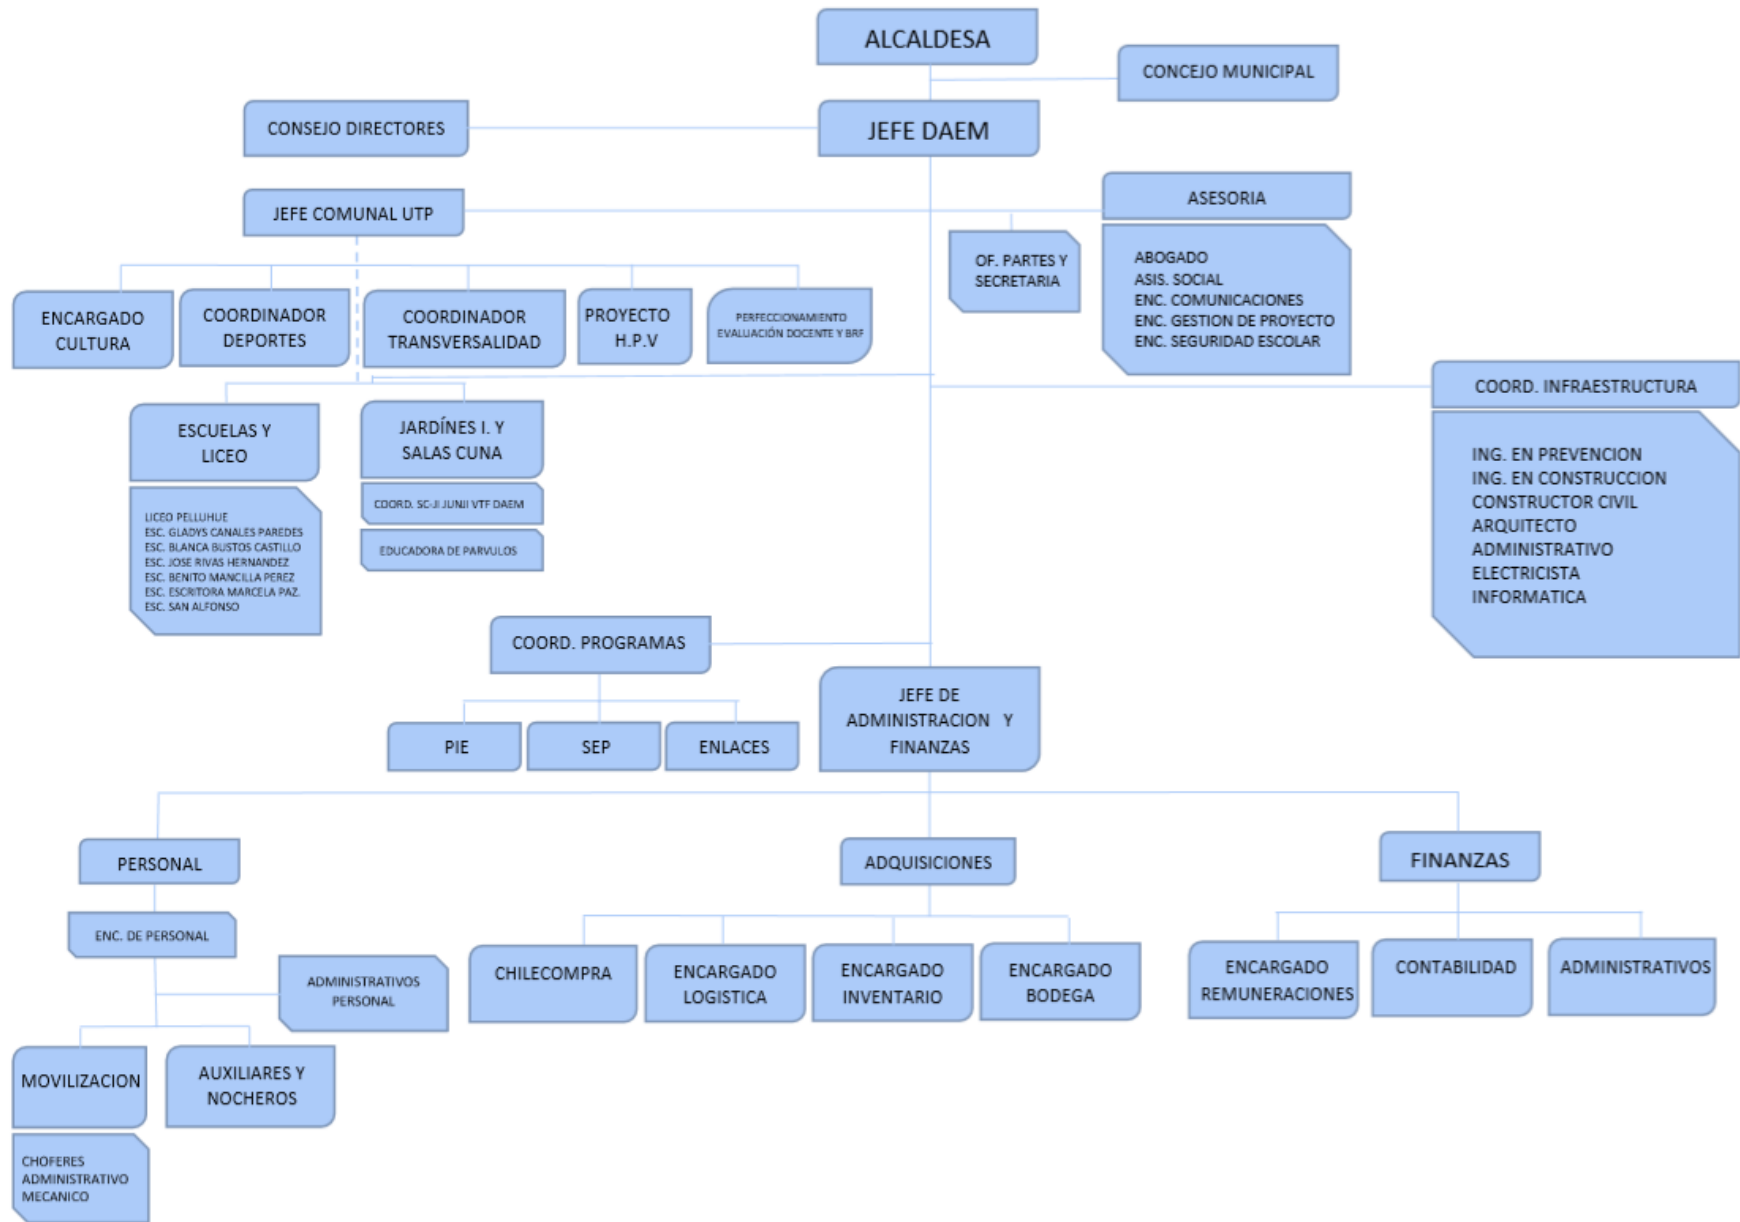 ALCALDESA
CONCEJO MUNICIPAL
CONSEJO DIRECTORES
JEFE DAEM
JEFE COMUNAL UTP
ASESORIA
OF. PARTES Y
SECRETARIA
ABOGADO
ASIS. SOCIAL
ENC. COMUNICACIONES
ENC. GESTION DE PROYECTO
ENC. SEGURIDAD ESCOLAR
ENCARGADO
CULTURA
COORDINADOR
DEPORTES
COORDINADOR
TRANSVERSALIDAD
PROYECTO
H.P.V
PERFECCIONAMIENTO
EVALUACIÓN DOCENTE Y BRF
COORD. INFRAESTRUCTURA
ING. EN PREVENCION
ING. EN CONSTRUCCION
CONSTRUCTOR CIVIL
ARQUITECTO
ADMINISTRATIVO
ELECTRICISTA
INFORMATICA
ESCUELAS Y
LICEO
JARDÍNES I. Y
SALAS CUNA
LICEO PELLUHUE
ESC. GLADYS CANALES PAREDES
ESC. BLANCA BUSTOS CASTILLO
ESC. JOSE RIVAS HERNANDEZ
ESC. BENITO MANCILLA PEREZ
ESC. ESCRITORA MARCELA PAZ.
ESC. SAN ALFONSO
COORD. SC-JI JUNJI VTF DAEM
EDUCADORA DE PARVULOS
COORD. PROGRAMAS
PIE
SEP
ENLACES
JEFE DE
ADMINISTRACION Y
FINANZAS
PERSONAL
ADQUISICIONES
FINANZAS
ENC. DE PERSONAL
ADMINISTRATIVOS
PERSONAL
CHILECOMPRA
ENCARGADO
LOGISTICA
ENCARGADO
INVENTARIO
ENCARGADO
BODEGA
ENCARGADO
REMUNERACIONES
CONTABILIDAD
ADMINISTRATIVOS
MOVILIZACION
AUXILIARES Y
NOCHEROS
CHOFERES
ADMINISTRATIVO
MECANICO